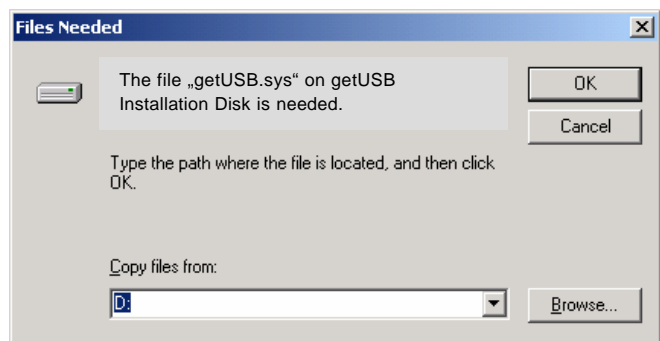 Files Needed
The file „getUSB.sys“ on getUSB
Installation Disk is needed.
OK
Cancel
Type the path where the file is located, and then click
OK.
Copy files from:
D:
Browse...